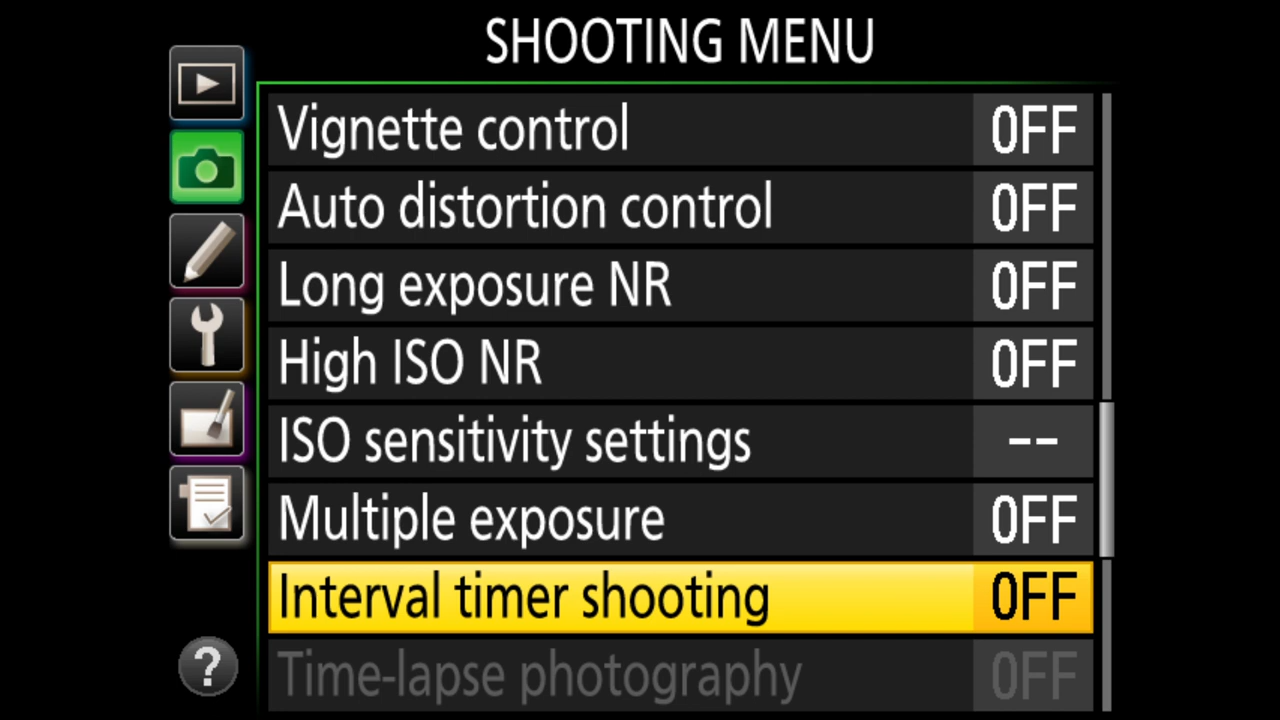 SHOOTING MENU
Vignette control OFF
Auto distortion control OFF
Long exposure NR OFF
High ISO NR OFF
ISO sensitivity settings --
Multiple exposure OFF
Interval timer shooting OFF
Time-lapse photography OFF
?